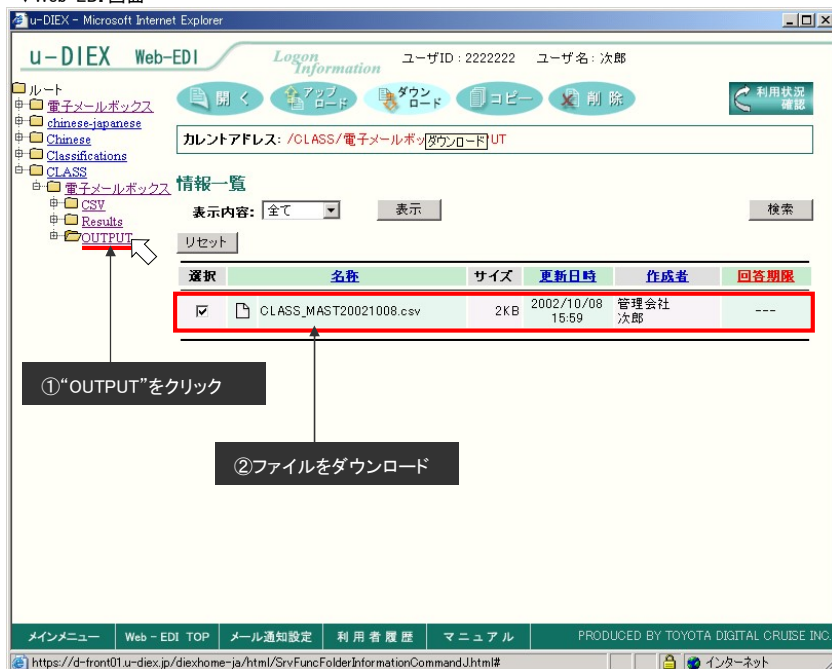 u-DIEX - Microsoft Internet Explorer
u-DIEX Web-EDI
Logon Information
ユーザID : 2222222 ユーザ名 : 次郎
ルート
電子メールボックス
chinese-japanese
Chinese
Classifications
CLASS
電子メールボックス
CSV
Results
OUTPUT
開く
アップロード
ダウンロード
コピー
削除
利用状況確認
カレントアドレス: /CLASS/電子メールボッ
ダウンロード
UT
情報一覧
表示内容: 全て 表示 検索
リセット
選択 名称 サイズ 更新日時 作成者 回答期限
CLASS_MAST20021008.csv 2KB 2002/10/08 15:59 管理会社 次郎 ---
①“OUTPUT”をクリック
②ファイルをダウンロード
メインメニュー Web-EDI TOP メール通知設定 利用者履歴 マニュアル PRODUCED BY TOYOTA DIGITAL CRUISE INC.
https://d-front01.u-diex.jp/diexhome-ja/html/SrvFuncFolderInformationCommandJ.html# インターネット